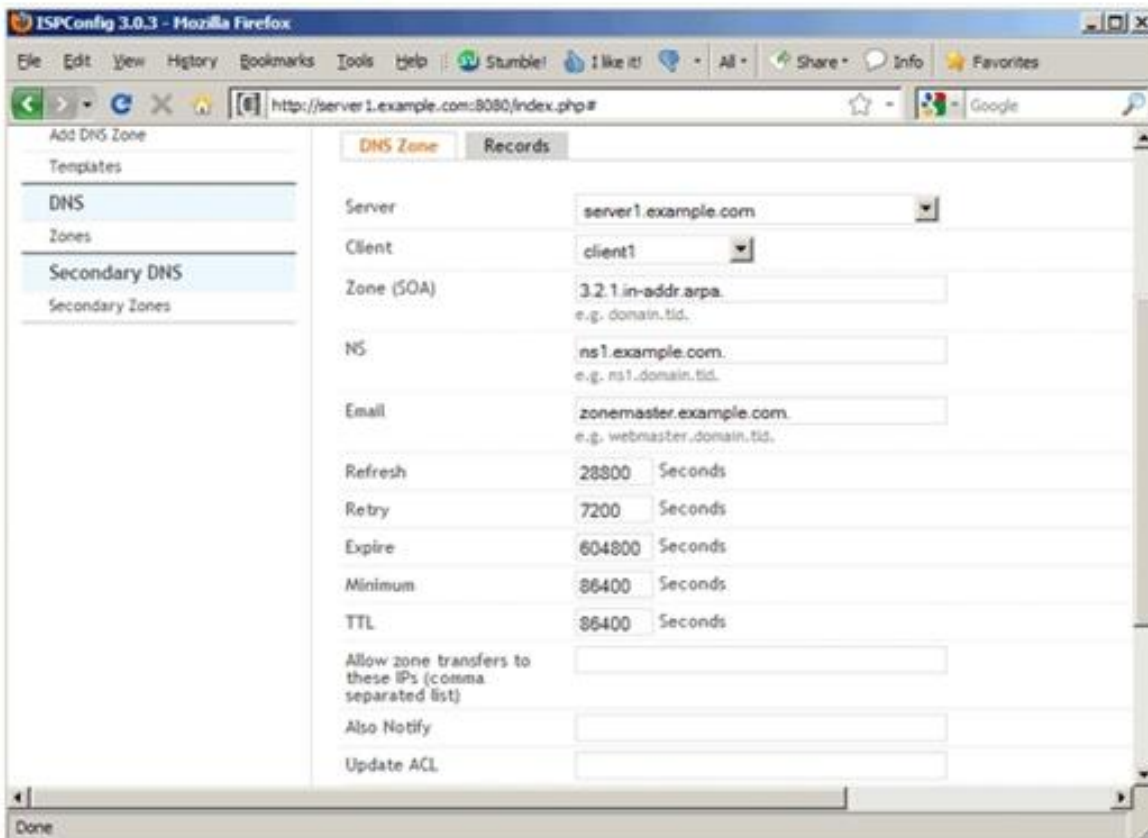 ISPConfig 3.0.3 - Mozilla Firefox
File Edit View History Bookmarks Tools Help Stumble! I like it! All Share Info Favorites
http://server1.example.com:8080/index.php# Google
Add DNS Zone
Templates
DNS
Zones
Secondary DNS
Secondary Zones
DNS Zone Records
Server server1.example.com
Client client1
Zone (SOA) 3.2.1.in-addr.arpa.
e.g. domain.tld.
NS ns1.example.com.
e.g. ns1.domain.tld.
Email zonemaster.example.com.
e.g. webmaster.domain.tld.
Refresh 28800 Seconds
Retry 7200 Seconds
Expire 604800 Seconds
Minimum 86400 Seconds
TTL 86400 Seconds
Allow zone transfers to
these IPs (comma
separated list)
Also Notify
Update ACL
Done